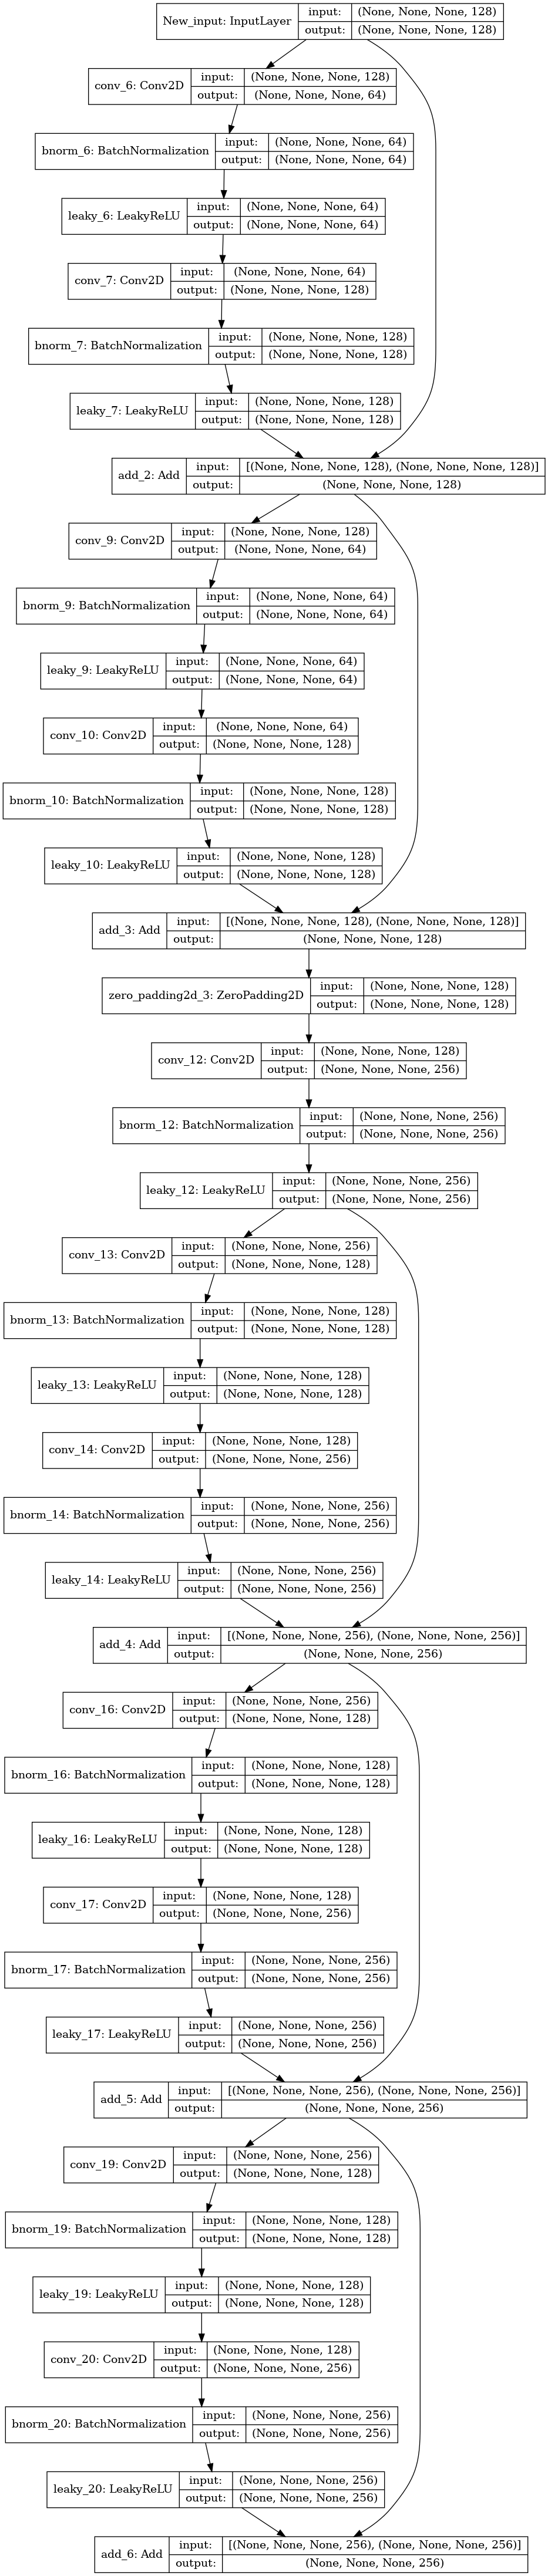 New_input: InputLayer
input: (None, None, None, 128)
output: (None, None, None, 128)
conv_6: Conv2D
input: (None, None, None, 128)
output: (None, None, None, 64)
bnorm_6: BatchNormalization
input: (None, None, None, 64)
output: (None, None, None, 64)
leaky_6: LeakyReLU
input: (None, None, None, 64)
output: (None, None, None, 64)
conv_7: Conv2D
input: (None, None, None, 64)
output: (None, None, None, 128)
bnorm_7: BatchNormalization
input: (None, None, None, 128)
output: (None, None, None, 128)
leaky_7: LeakyReLU
input: (None, None, None, 128)
output: (None, None, None, 128)
add_2: Add
input: [(None, None, None, 128), (None, None, None, 128)]
output: (None, None, None, 128)
conv_9: Conv2D
input: (None, None, None, 128)
output: (None, None, None, 64)
bnorm_9: BatchNormalization
input: (None, None, None, 64)
output: (None, None, None, 64)
leaky_9: LeakyReLU
input: (None, None, None, 64)
output: (None, None, None, 64)
conv_10: Conv2D
input: (None, None, None, 64)
output: (None, None, None, 128)
bnorm_10: BatchNormalization
input: (None, None, None, 128)
output: (None, None, None, 128)
leaky_10: LeakyReLU
input: (None, None, None, 128)
output: (None, None, None, 128)
add_3: Add
input: [(None, None, None, 128), (None, None, None, 128)]
output: (None, None, None, 128)
zero_padding2d_3: ZeroPadding2D
input: (None, None, None, 128)
output: (None, None, None, 128)
conv_12: Conv2D
input: (None, None, None, 128)
output: (None, None, None, 256)
bnorm_12: BatchNormalization
input: (None, None, None, 256)
output: (None, None, None, 256)
leaky_12: LeakyReLU
input: (None, None, None, 256)
output: (None, None, None, 256)
conv_13: Conv2D
input: (None, None, None, 256)
output: (None, None, None, 128)
bnorm_13: BatchNormalization
input: (None, None, None, 128)
output: (None, None, None, 128)
leaky_13: LeakyReLU
input: (None, None, None, 128)
output: (None, None, None, 128)
conv_14: Conv2D
input: (None, None, None, 128)
output: (None, None, None, 256)
bnorm_14: BatchNormalization
input: (None, None, None, 256)
output: (None, None, None, 256)
leaky_14: LeakyReLU
input: (None, None, None, 256)
output: (None, None, None, 256)
add_4: Add
input: [(None, None, None, 256), (None, None, None, 256)]
output: (None, None, None, 256)
conv_16: Conv2D
input: (None, None, None, 256)
output: (None, None, None, 128)
bnorm_16: BatchNormalization
input: (None, None, None, 128)
output: (None, None, None, 128)
leaky_16: LeakyReLU
input: (None, None, None, 128)
output: (None, None, None, 128)
conv_17: Conv2D
input: (None, None, None, 128)
output: (None, None, None, 256)
bnorm_17: BatchNormalization
input: (None, None, None, 256)
output: (None, None, None, 256)
leaky_17: LeakyReLU
input: (None, None, None, 256)
output: (None, None, None, 256)
add_5: Add
input: [(None, None, None, 256), (None, None, None, 256)]
output: (None, None, None, 256)
conv_19: Conv2D
input: (None, None, None, 256)
output: (None, None, None, 128)
bnorm_19: BatchNormalization
input: (None, None, None, 128)
output: (None, None, None, 128)
leaky_19: LeakyReLU
input: (None, None, None, 128)
output: (None, None, None, 128)
conv_20: Conv2D
input: (None, None, None, 128)
output: (None, None, None, 256)
bnorm_20: BatchNormalization
input: (None, None, None, 256)
output: (None, None, None, 256)
leaky_20: LeakyReLU
input: (None, None, None, 256)
output: (None, None, None, 256)
add_6: Add
input: [(None, None, None, 256), (None, None, None, 256)]
output: (None, None, None, 256)